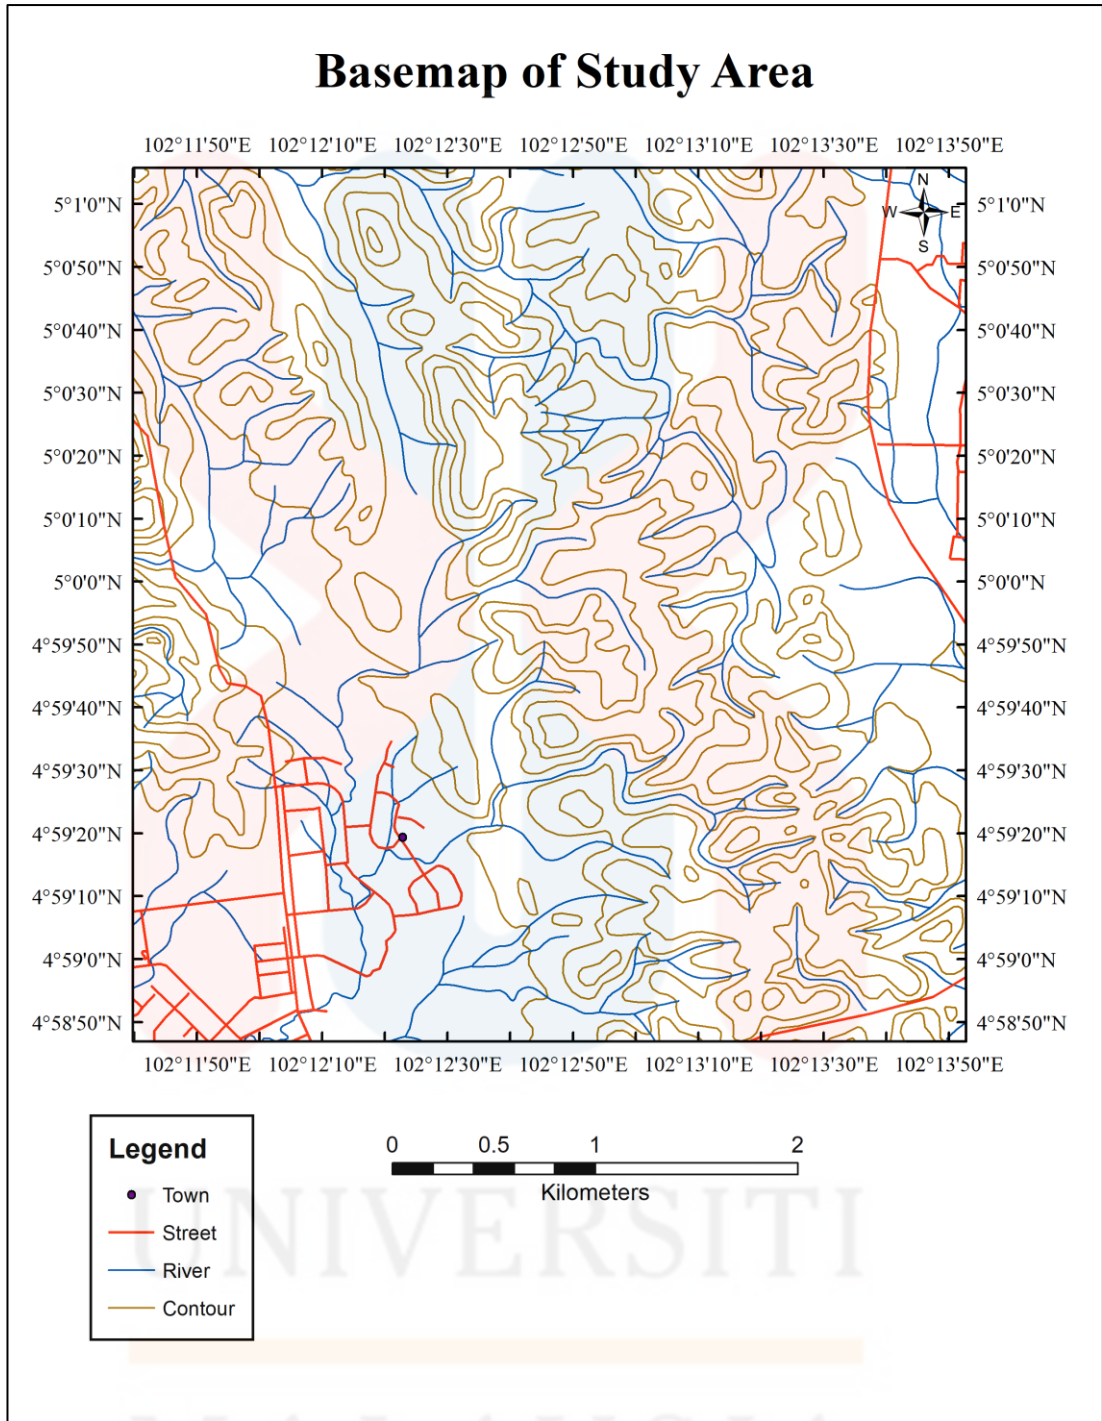 Basemap of Study Area
102°11'50"E 102°12'10"E 102°12'30"E 102°12'50"E 102°13'10"E 102°13'30"E 102°13'50"E
N
W E
S
5°1'0"N 5°1'0"N
5°0'50"N 5°0'50"N
5°0'40"N 5°0'40"N
5°0'30"N 5°0'30"N
5°0'20"N 5°0'20"N
5°0'10"N 5°0'10"N
5°0'0"N 5°0'0"N
4°59'50"N 4°59'50"N
4°59'40"N 4°59'40"N
4°59'30"N 4°59'30"N
4°59'20"N 4°59'20"N
4°59'10"N 4°59'10"N
4°59'0"N 4°59'0"N
4°58'50"N 4°58'50"N
102°11'50"E 102°12'10"E 102°12'30"E 102°12'50"E 102°13'10"E 102°13'30"E 102°13'50"E
Legend
Town
Street
River
Contour
0 0.5 1 2
Kilometers
UNIVERSITI